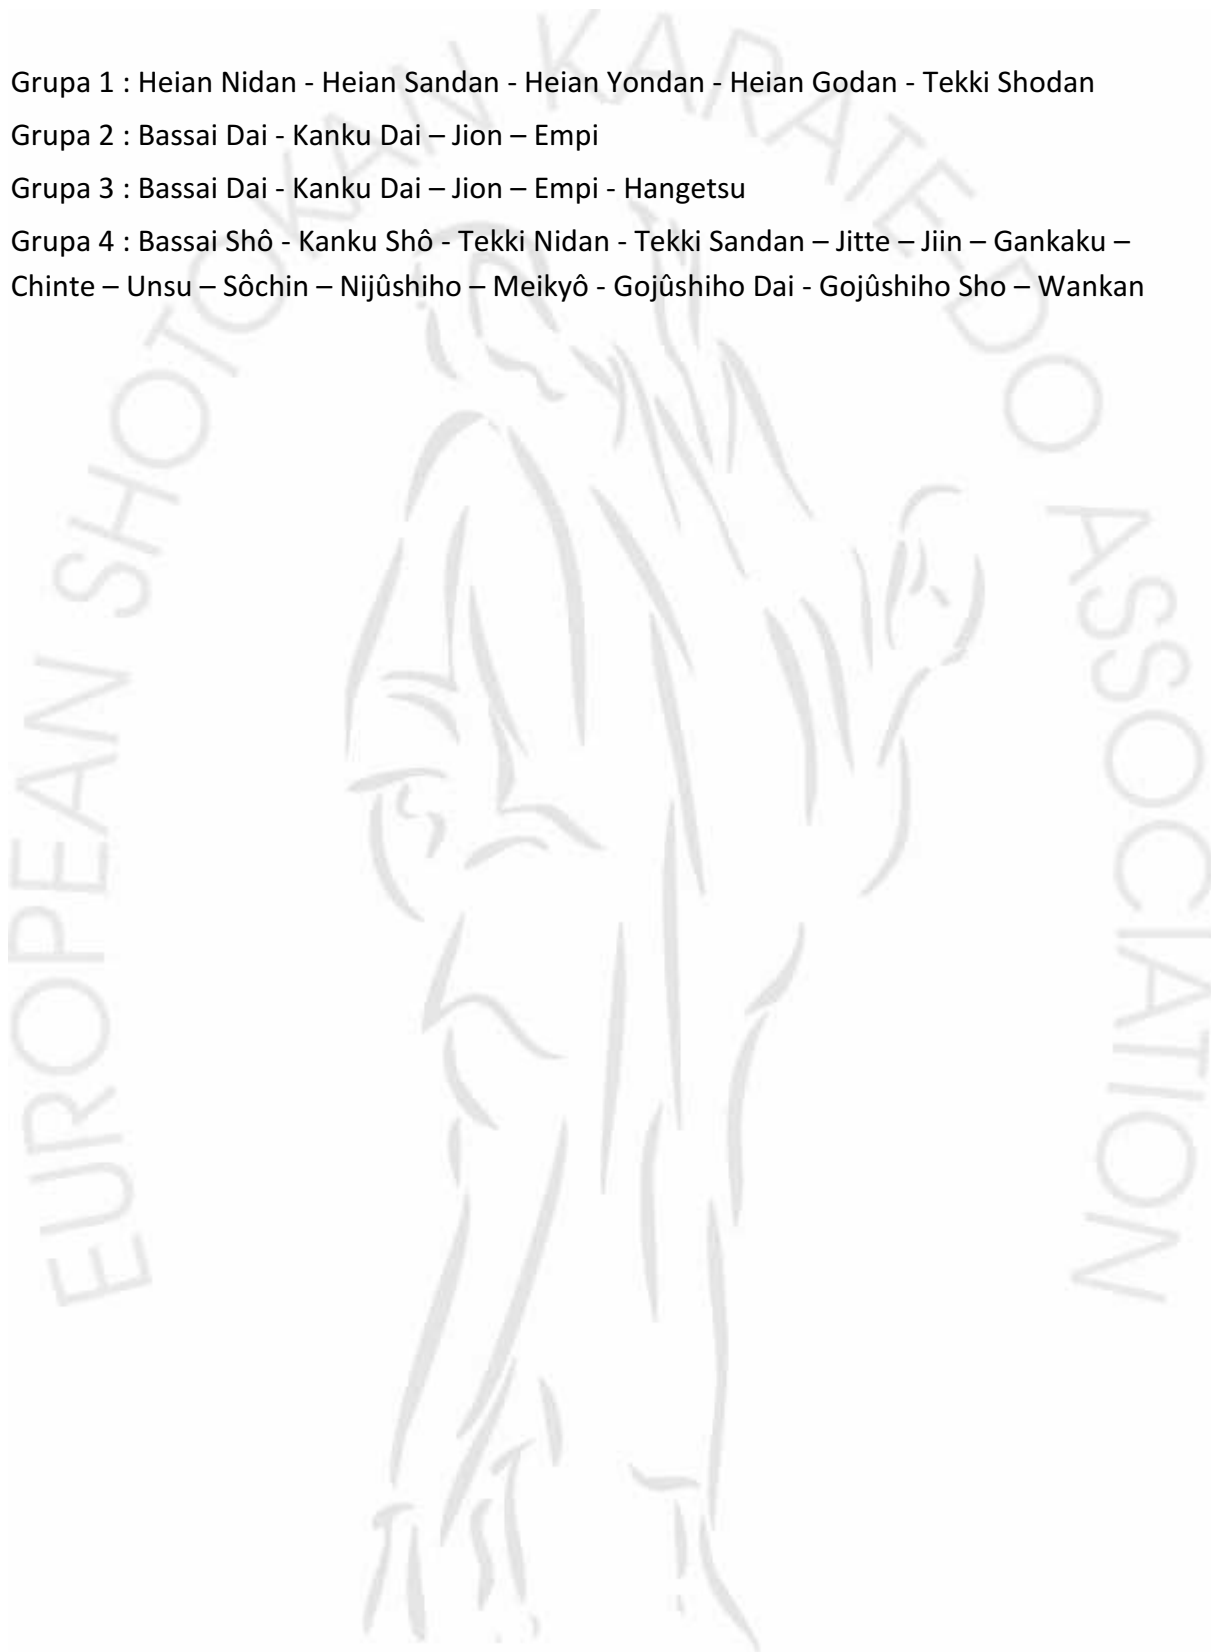 Grupa 1 : Heian Nidan - Heian Sandan - Heian Yondan - Heian Godan - Tekki Shodan
Grupa 2 : Bassai Dai - Kanku Dai – Jion – Empi
Grupa 3 : Bassai Dai - Kanku Dai – Jion – Empi - Hangetsu
Grupa 4 : Bassai Shô - Kanku Shô - Tekki Nidan - Tekki Sandan – Jitte – Jiin – Gankaku –
Chinte – Unsu – Sôchin – Nijûshiho – Meikyô - Gojûshiho Dai - Gojûshiho Sho – Wankan
EUROPEAN SHOTOKAN KARATE-DO ASSOCIATION